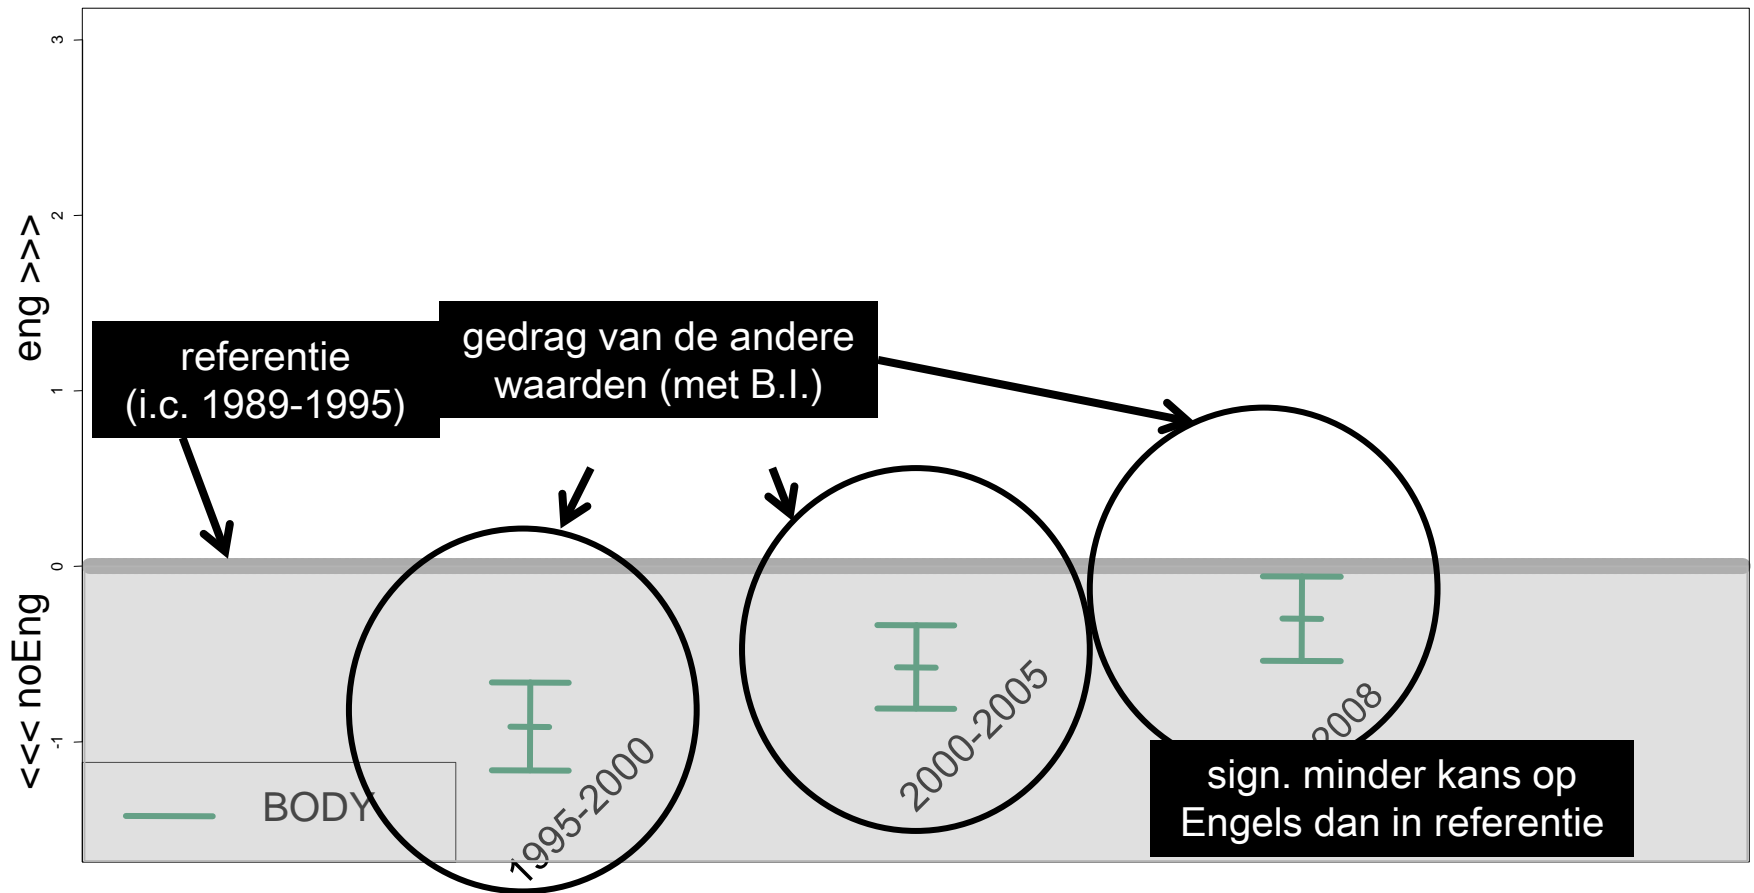 3
2
1
0
-1
eng >>>
<<< noEng
referentie
(i.c. 1989-1995)
gedrag van de andere
waarden (met B.I.)
1995-2000
2000-2005
2008
BODY
sign. minder kans op
Engels dan in referentie